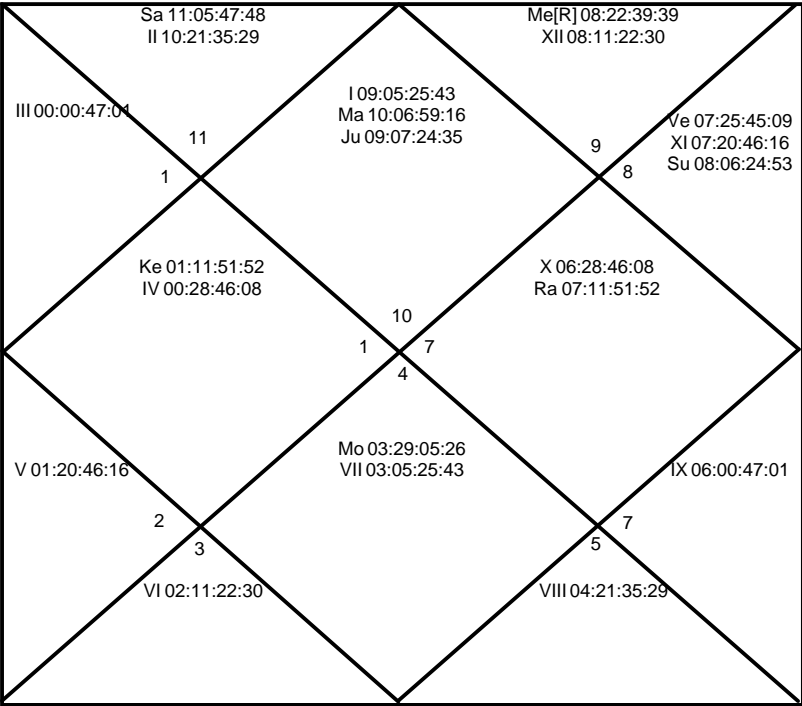 Sa 11:05:47:48
II 10:21:35:29
Me[R] 08:22:39:39
XII 08:11:22:30
I 09:05:25:43
Ma 10:06:59:16
Ju 09:07:24:35
III 00:00:47:01
Ve 07:25:45:09
XI 07:20:46:16
Su 08:06:24:53
11
9
1
8
Ke 01:11:51:52
IV 00:28:46:08
X 06:28:46:08
Ra 07:11:51:52
10
1
7
4
Mo 03:29:05:26
VII 03:05:25:43
V 01:20:46:16
IX 06:00:47:01
2
7
3
5
VI 02:11:22:30
VIII 04:21:35:29